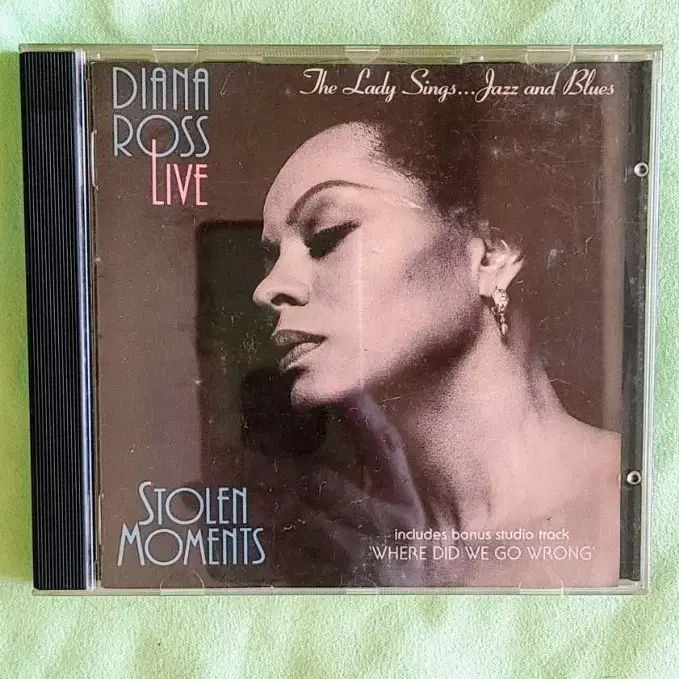 DIANA
ROSS
LIVE
The Lady Sings...Jazz and Blues
STOLEN
MOMENTS
includes bonus studio track
'WHERE DID WE GO WRONG'